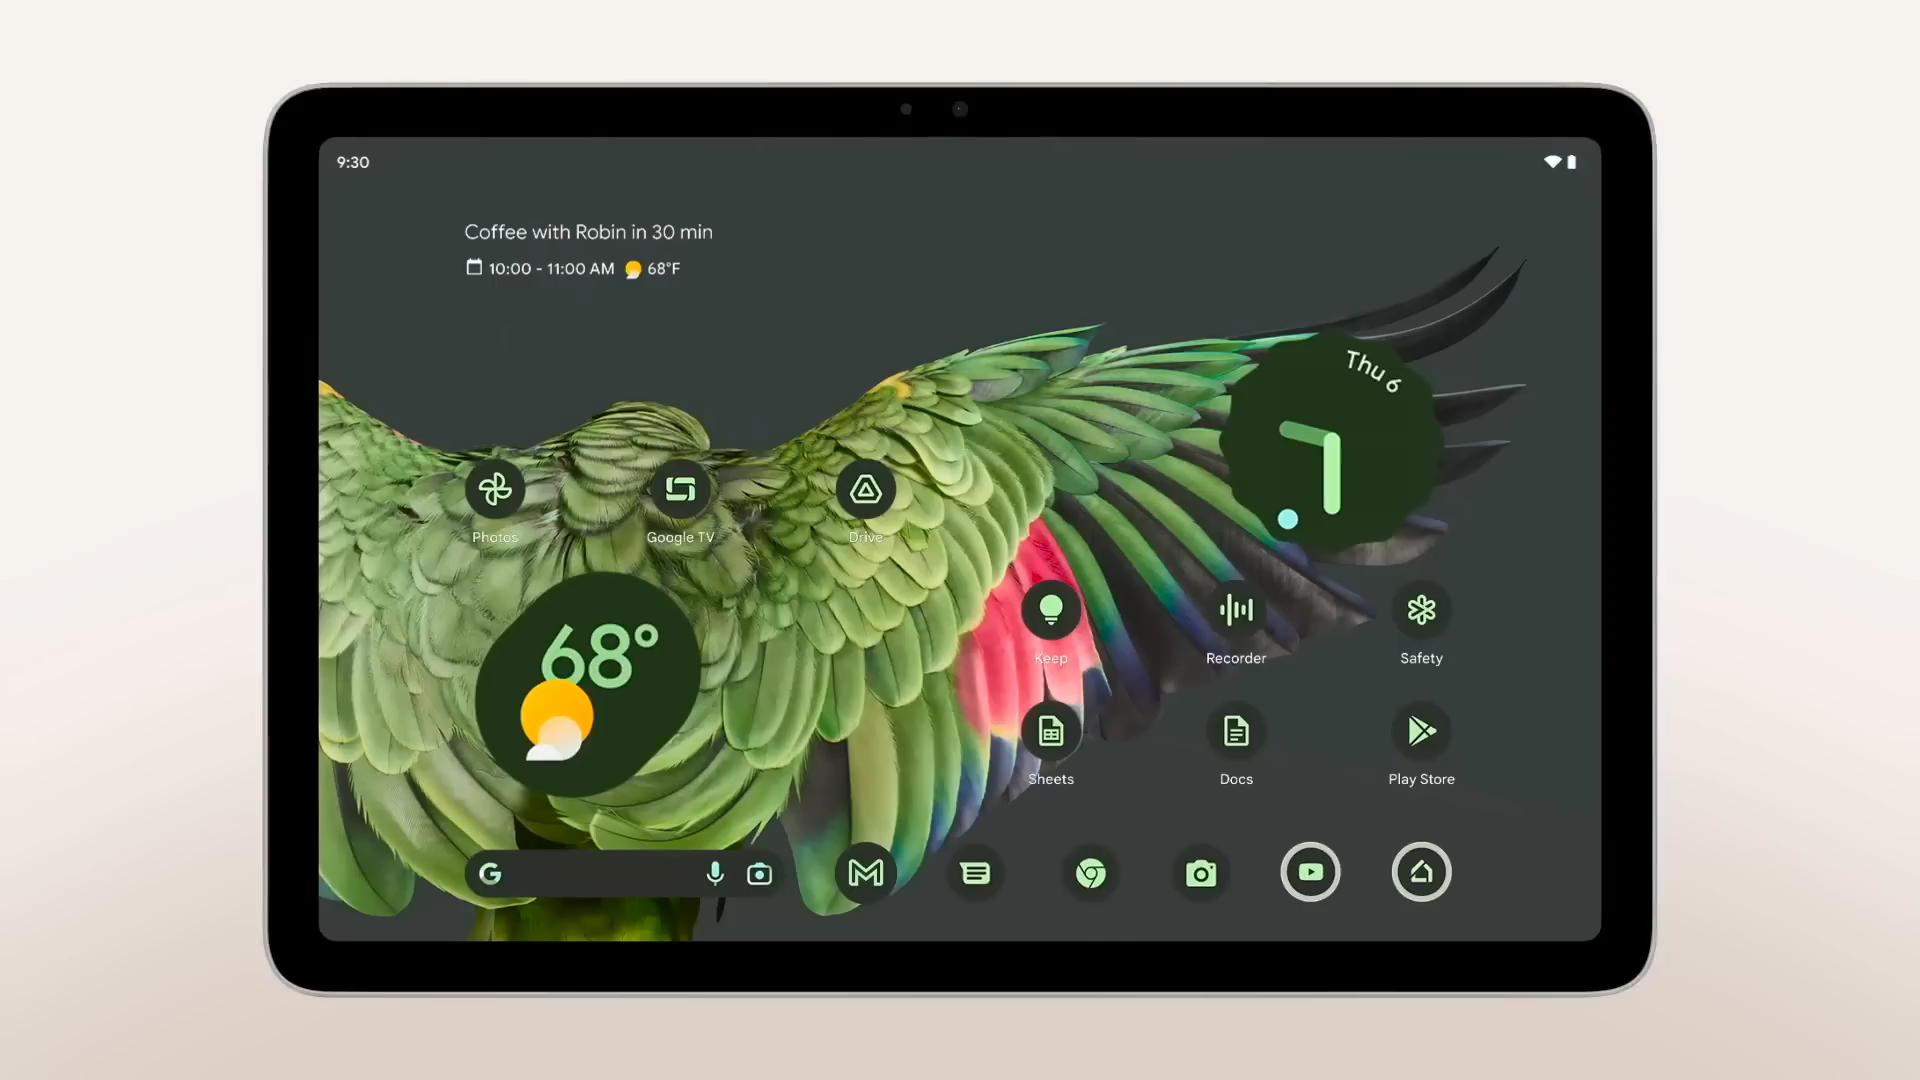 9:30
Coffee with Robin in 30 min
10:00 - 11:00 AM 68°F
Thu 6
Photos
Google TV
Drive
68°
Keep
Recorder
Safety
Sheets
Docs
Play Store
G